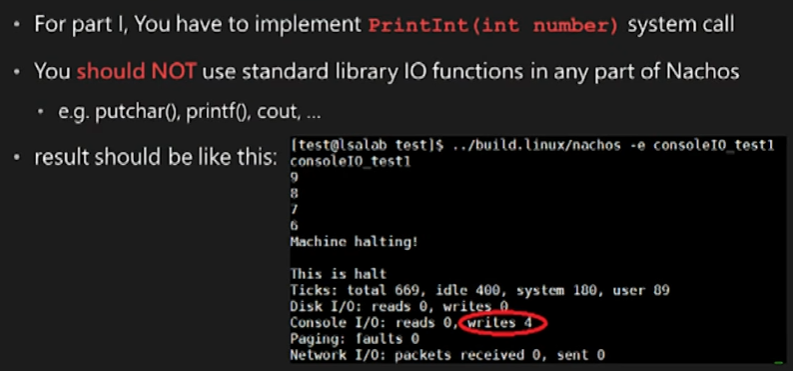 • For part I, You have to implement PrintInt(int number) system call
• You should NOT use standard library IO functions in any part of Nachos
• e.g. putchar(), printf(), cout, ...
• result should be like this:
[test@lsalab test]$ ../build.linux/nachos -e consoleIO_test1
consoleIO_test1
9
8
7
6
Machine halting!
This is halt
Ticks: total 669, idle 400, system 180, user 89
Disk I/O: reads 0, writes 0
Console I/O: reads 0, writes 4
Paging: faults 0
Network I/O: packets received 0, sent 0